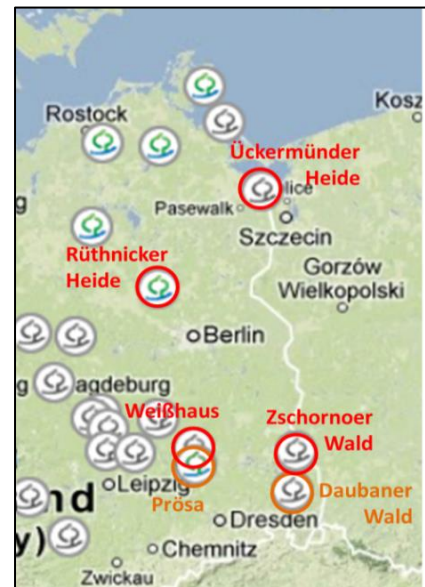 Rostock
Kosz
Ückermünder
Heide
lice
Pasewalk
Szczecin
g
Rüthnicker
Heide
Gorzów
Wielkopolski
Berlin
g
agdeburg
Weißhaus
Zschornoer
Wald
Leipzig
nd
Prösa
Daubaner
Wald
Dresden
y)
Chemnitz
Zwickau